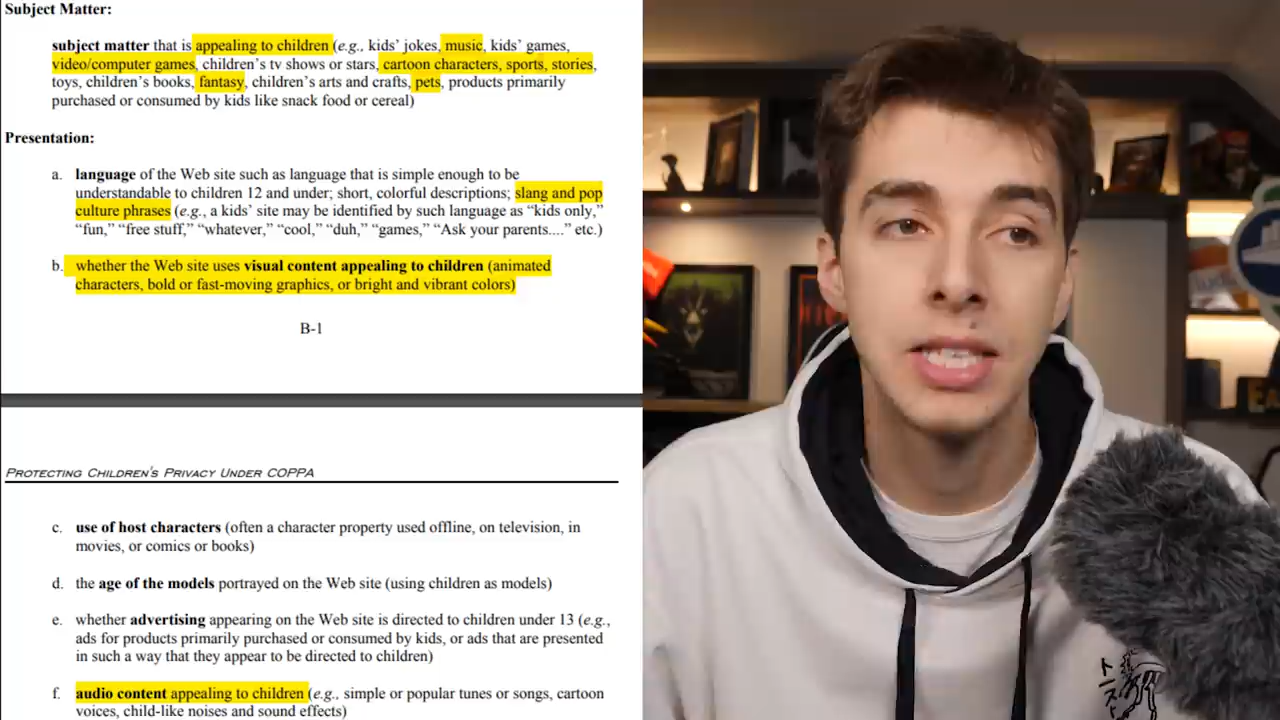 Subject Matter:
subject matter that is appealing to children (e.g., kids’ jokes, music, kids’ games,
video/computer games, children’s tv shows or stars, cartoon characters, sports, stories,
toys, children’s books, fantasy, children’s arts and crafts, pets, products primarily
purchased or consumed by kids like snack food or cereal)
Presentation:
a. language of the Web site such as language that is simple enough to be
understandable to children 12 and under; short, colorful descriptions; slang and pop
culture phrases (e.g., a kids’ site may be identified by such language as “kids only,”
“fun,” “free stuff,” “whatever,” “cool,” “duh,” “games,” “Ask your parents....” etc.)
b. whether the Web site uses visual content appealing to children (animated
characters, bold or fast-moving graphics, or bright and vibrant colors)
B-1
PROTECTING CHILDREN'S PRIVACY UNDER COPPA
c. use of host characters (often a character property used offline, on television, in
movies, or comics or books)
d. the age of the models portrayed on the Web site (using children as models)
e. whether advertising appearing on the Web site is directed to children under 13 (e.g.,
ads for products primarily purchased or consumed by kids, or ads that are presented
in such a way that they appear to be directed to children)
f. audio content appealing to children (e.g., simple or popular tunes or songs, cartoon
voices, child-like noises and sound effects)